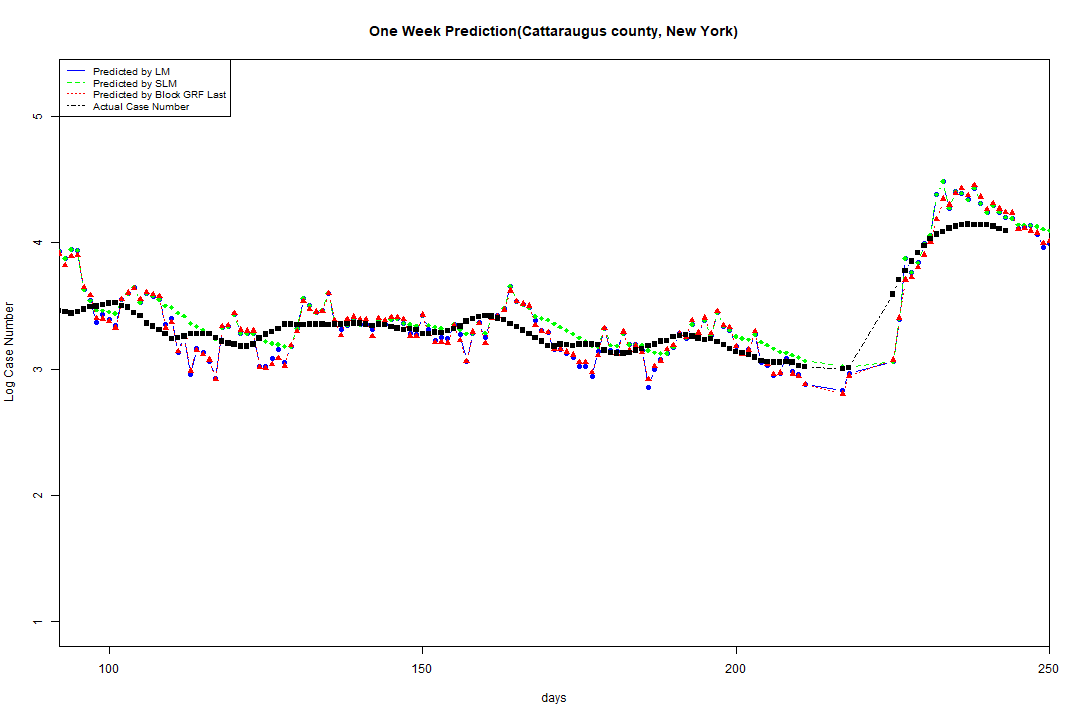 One Week Prediction(Cattaraugus county, New York)
Predicted by LM
Predicted by SLM
Predicted by Block GRF Last
Actual Case Number
5
4
3
2
1
Log Case Number
100
150
200
250
days